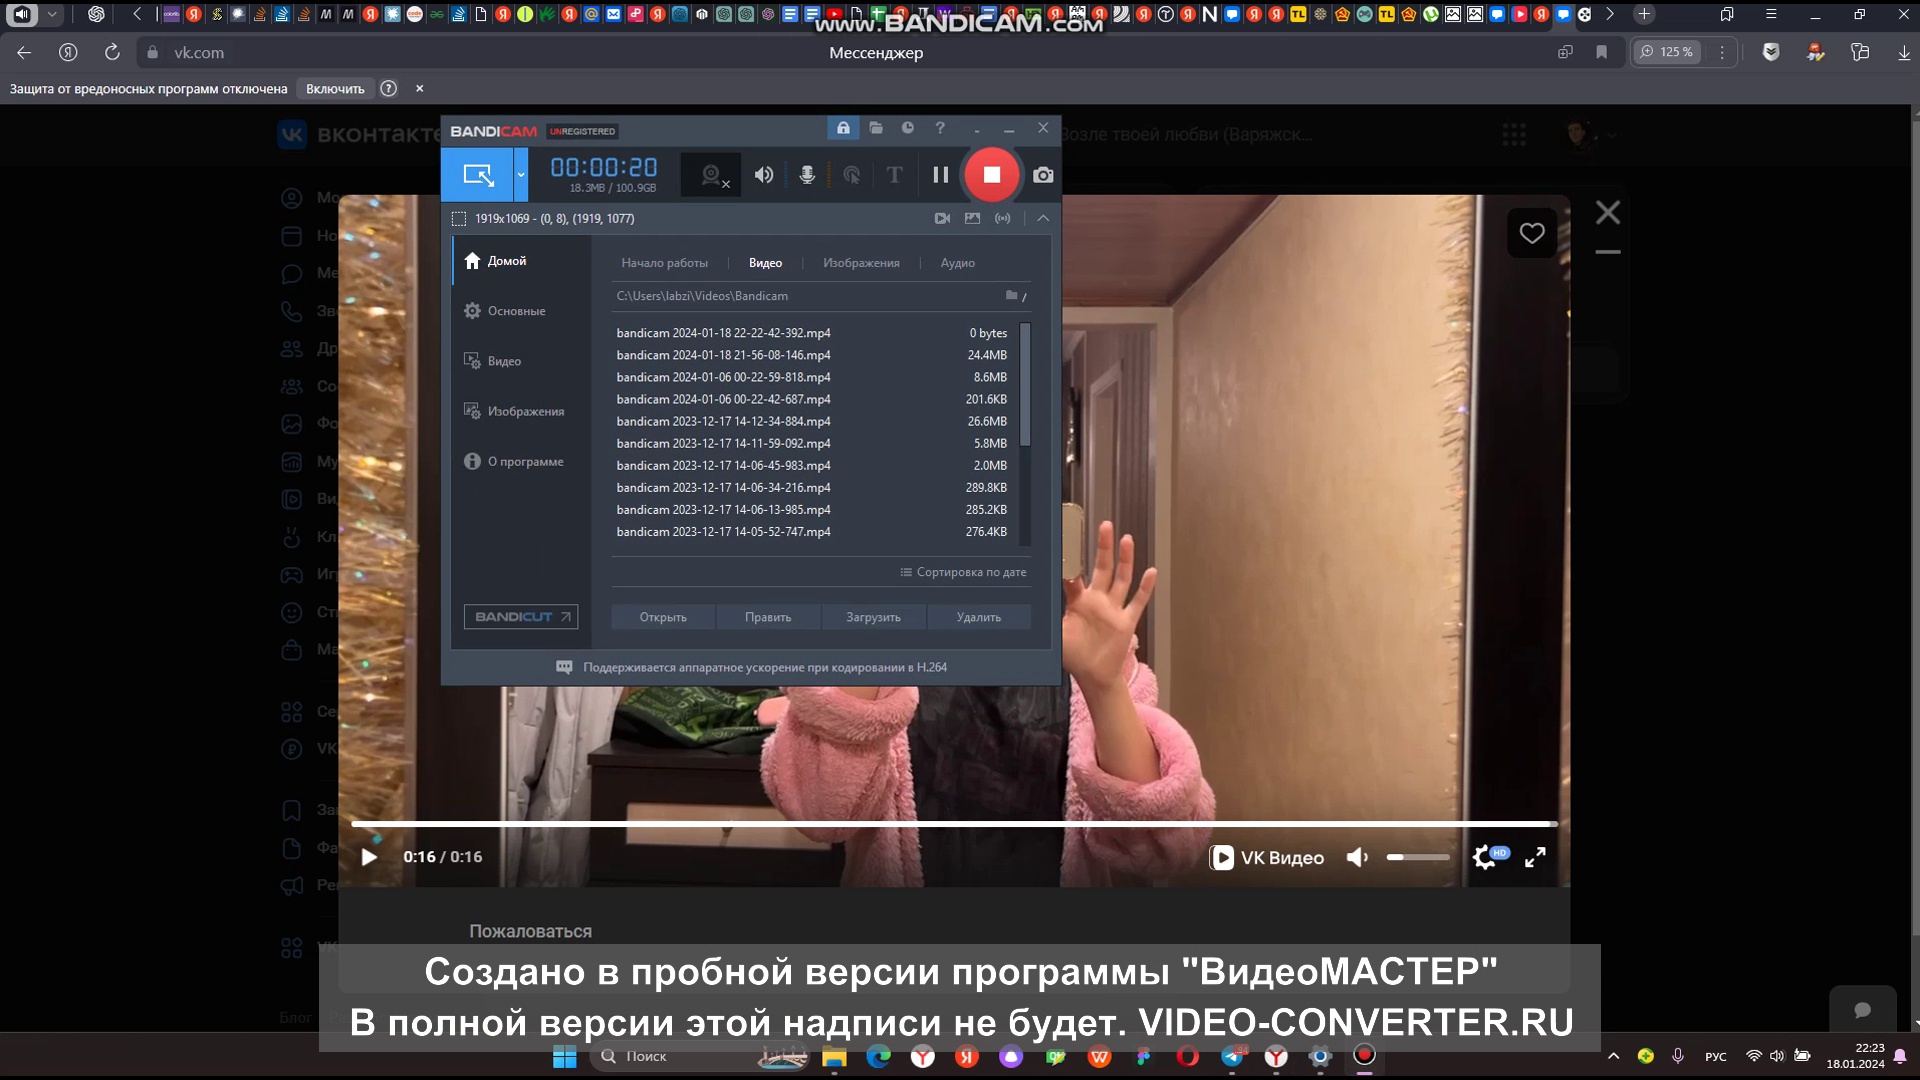 www.BANDICAM.com
vk.com
Мессенджер
125 %
Защита от вредоносных программ отключена
Включить
вконтакте
Возле твоей любви (Варяжск...
BANDICAM
UNREGISTERED
00:00:20
18.3MB / 100.9GB
1919x1069 - (0, 8), (1919, 1077)
Домой
Основные
Видео
Изображения
О программе
BANDICUT
Начало работы
Видео
Изображения
Аудио
C:\Users\labzi\Videos\Bandicam
bandicam 2024-01-18 22-22-42-392.mp4 0 bytes
bandicam 2024-01-18 21-56-08-146.mp4 24.4MB
bandicam 2024-01-06 00-22-59-818.mp4 8.6MB
bandicam 2024-01-06 00-22-42-687.mp4 201.6KB
bandicam 2023-12-17 14-12-34-884.mp4 26.6MB
bandicam 2023-12-17 14-11-59-092.mp4 5.8MB
bandicam 2023-12-17 14-06-45-983.mp4 2.0MB
bandicam 2023-12-17 14-06-34-216.mp4 289.8KB
bandicam 2023-12-17 14-06-13-985.mp4 285.2KB
bandicam 2023-12-17 14-05-52-747.mp4 276.4KB
Сортировка по дате
Открыть
Править
Загрузить
Удалить
Поддерживается аппаратное ускорение при кодировании в H.264
0:16 / 0:16
VK Видео
HD
Пожаловаться
Создано в пробной версии программы "ВидеоМАСТЕР"
В полной версии этой надписи не будет. VIDEO-CONVERTER.RU
Блог
Поиск
РУС
22:23
18.01.2024